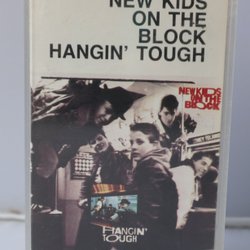 NEW KIDS
ON THE
BLOCK
HANGIN' TOUGH
NEW KIDS
ON THE
BLOCK
HANGIN'
TOUGH